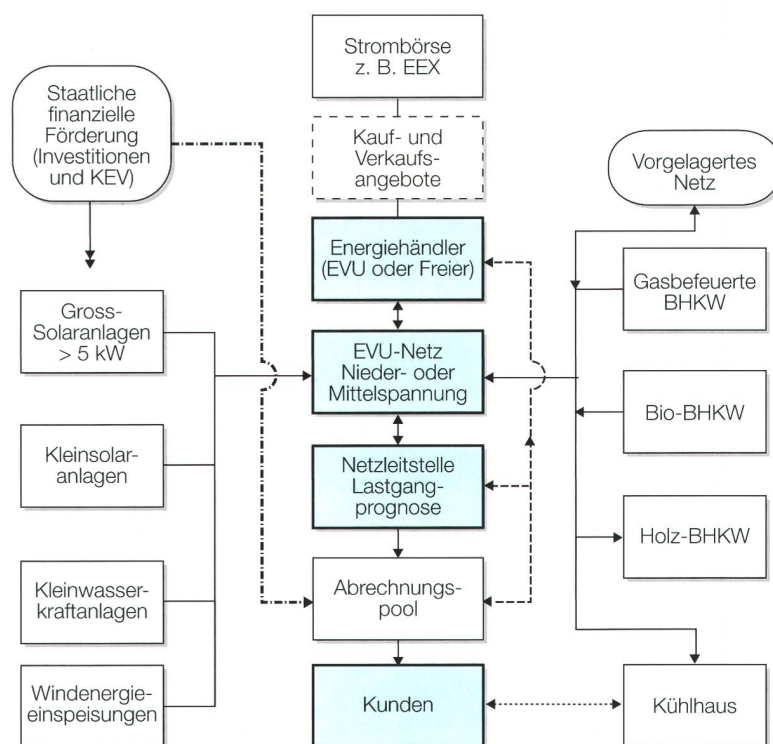 Strombörse
z. B. EEX
Staatliche
finanzielle
Förderung
(Investitionen
und KEV)
Kauf- und
Verkaufs-
angebote
Vorgelagertes
Netz
Energiehändler
(EVU oder Freier)
Gasbefeuerte
BHKW
Gross-
Solaranlagen
> 5 kW
EVU-Netz
Nieder- oder
Mittelspannung
Bio-BHKW
Kleinsolar-
anlagen
Netzleitstelle
Lastgang-
prognose
Holz-BHKW
Kleinwasser-
kraftanlagen
Abrechnungs-
pool
Windenergie-
einspeisungen
Kunden
Kühlhaus